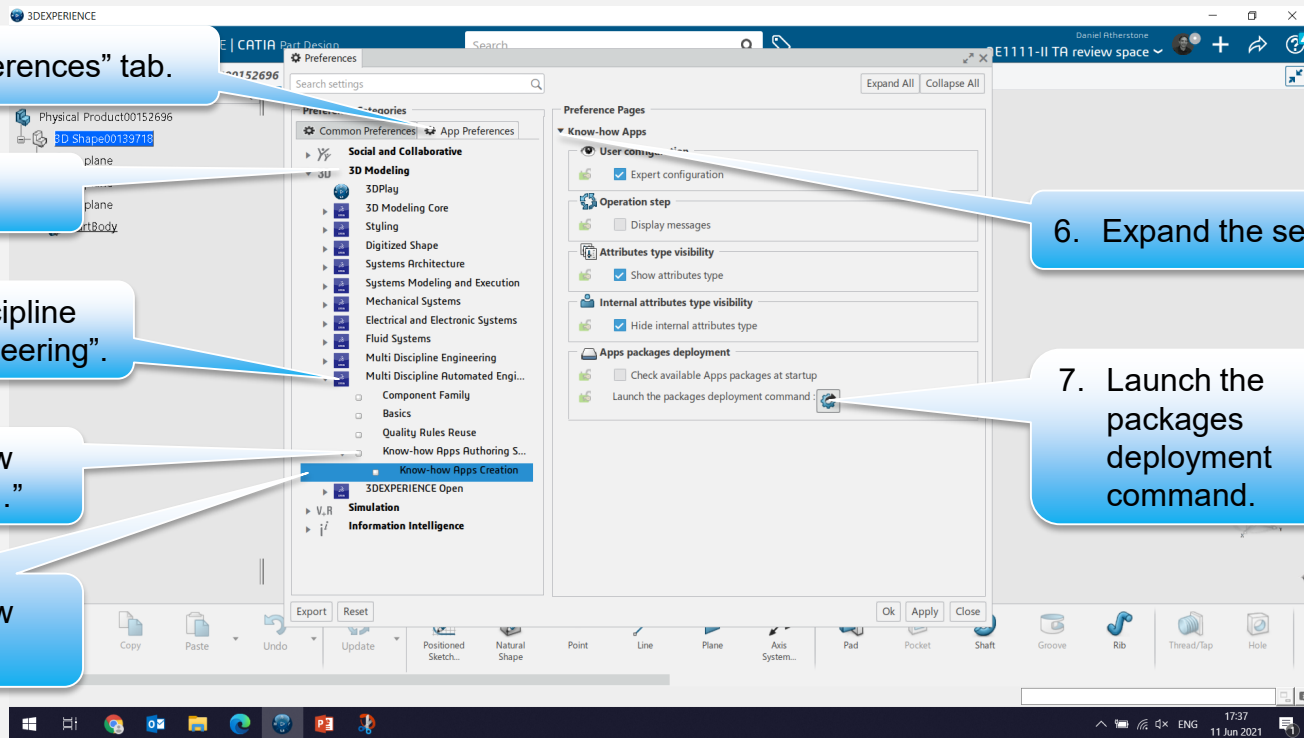 3DEXPERIENCE
E | CATIA Part Design
Search
Daniel Atherstone
E1111-II TA review space
erences” tab.
00152696
Physical Product00152696
3D Shape00139718
plane
plane
rtBody
cipline
eering”.
w
.”
w
Preferences
Search settings
Expand All
Collapse All
Preference Categories
Common Preferences
App Preferences
Social and Collaborative
3D
3D Modeling
3DPlay
3D Modeling Core
Styling
Digitized Shape
Systems Architecture
Systems Modeling and Execution
Mechanical Systems
Electrical and Electronic Systems
Fluid Systems
Multi Discipline Engineering
Multi Discipline Automated Engi...
Component Family
Basics
Quality Rules Reuse
Know-how Apps Authoring S...
Know-how Apps Creation
3DEXPERIENCE Open
V,R Simulation
i Information Intelligence
Preference Pages
Know-how Apps
User configuration
Expert configuration
Operation step
Display messages
Attributes type visibility
Show attributes type
Internal attributes type visibility
Hide internal attributes type
Apps packages deployment
Check available Apps packages at startup
Launch the packages deployment command :
6. Expand the se
7. Launch the
packages
deployment
command.
Export
Reset
Ok
Apply
Close
Copy
Paste
Undo
Update
Positioned
Sketch...
Natural
Shape
Point
Line
Plane
Axis
System...
Pad
Pocket
Shaft
Groove
Rib
Thread/Tap
Hole
ENG
17:37
11 Jun 2021
1